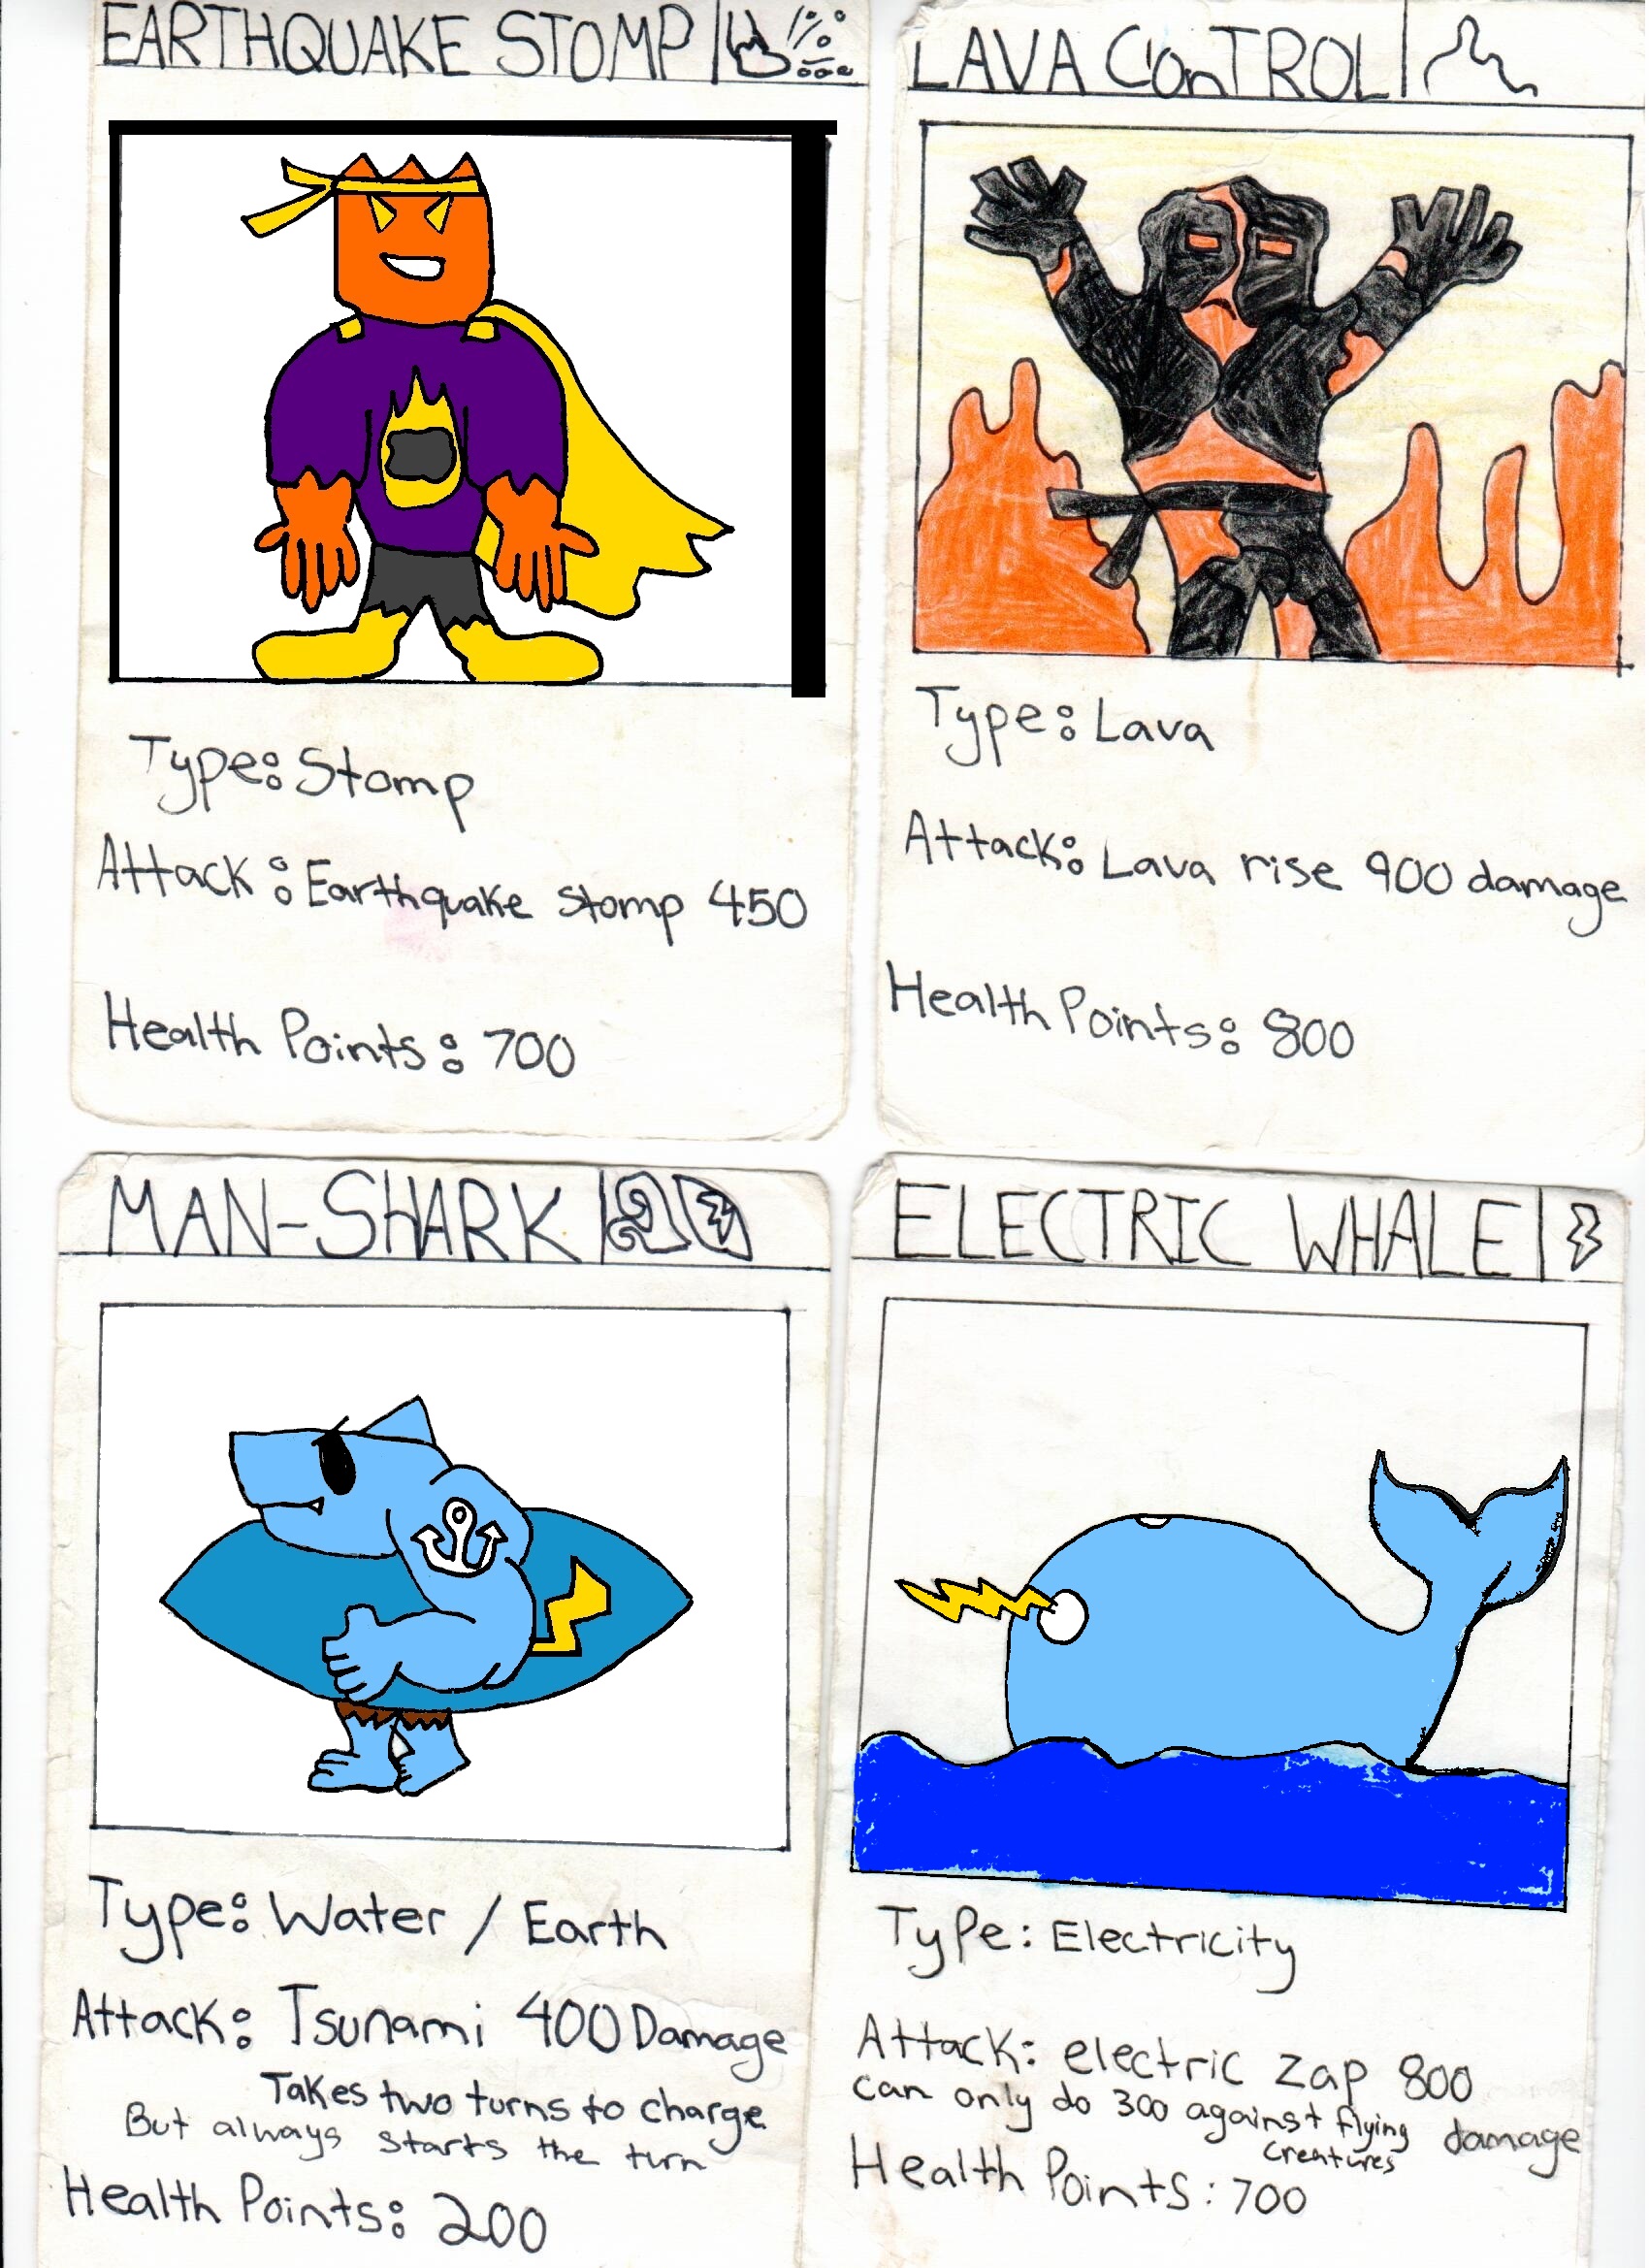 EARTHQUAKE STOMP
Type: Stomp
Attack: Earthquake stomp 450
Health Points: 700
LAVA ConTROL
Type: Lava
Attack: Lava rise 900 damage
Health Points: 800
MAN-SHARK
Type: Water / Earth
Attack: Tsunami 400 Damage
Takes two turns to charge
But always starts the turn
Health Points: 200
ELECTRIC WHALE
Type: Electricity
Attack: electric zap 800 damage
can only do 300 against flying
creatures
Health Points: 700